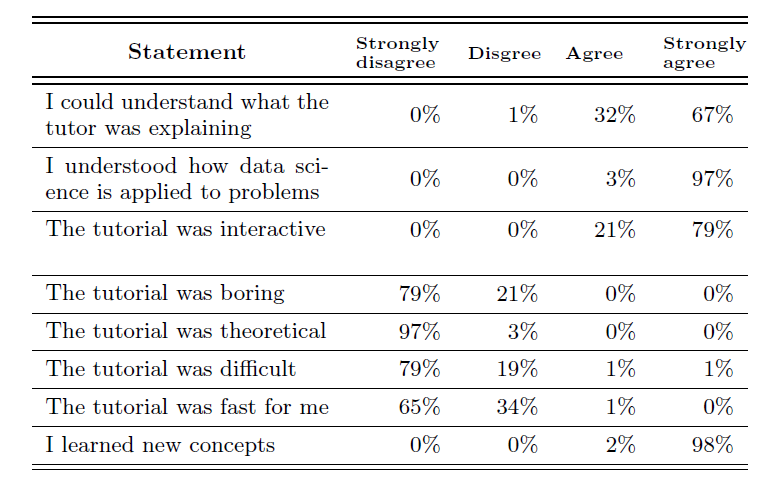 Statement Strongly disagree Disgree Agree Strongly agree
I could understand what the
tutor was explaining 0% 1% 32% 67%
I understood how data sci-
ence is applied to problems 0% 0% 3% 97%
The tutorial was interactive 0% 0% 21% 79%
The tutorial was boring 79% 21% 0% 0%
The tutorial was theoretical 97% 3% 0% 0%
The tutorial was difficult 79% 19% 1% 1%
The tutorial was fast for me 65% 34% 1% 0%
I learned new concepts 0% 0% 2% 98%